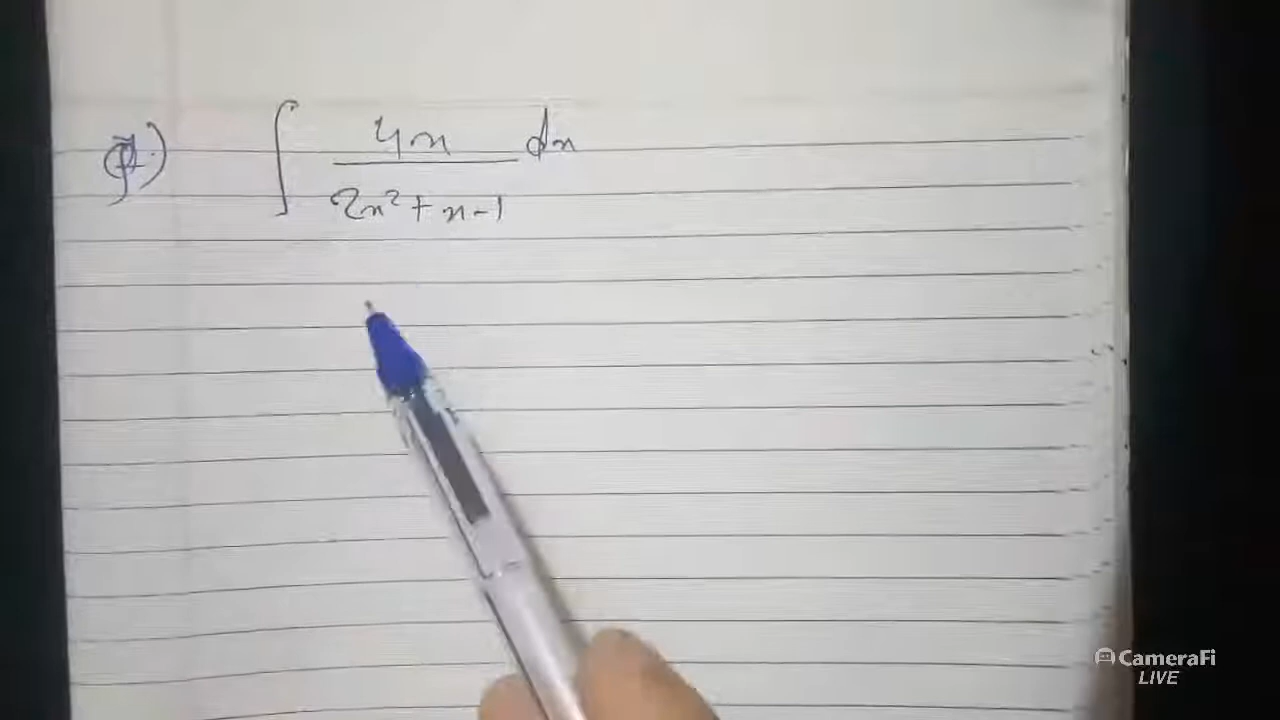 ∫ 4x/(2x² + x - 1) dx
CameraFi
LIVE